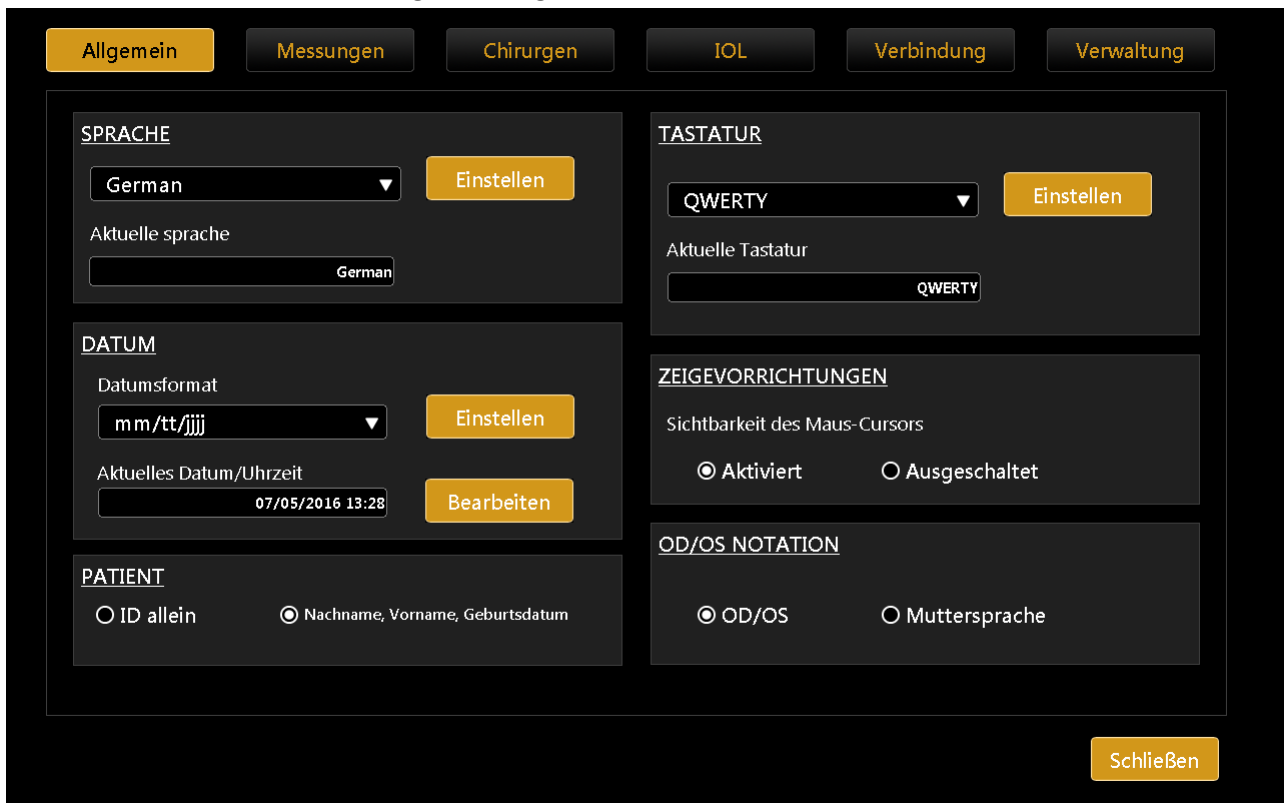 Allgemein Messungen Chirurgen IOL Verbindung Verwaltung
SPRACHE
German Einstellen
Aktuelle sprache
German
DATUM
Datumsformat
mm/tt/jjjj Einstellen
Aktuelles Datum/Uhrzeit
07/05/2016 13:28 Bearbeiten
PATIENT
ID allein Nachname, Vorname, Geburtsdatum
TASTATUR
QWERTY Einstellen
Aktuelle Tastatur
QWERTY
ZEIGEVORRICHTUNGEN
Sichtbarkeit des Maus-Cursors
Aktiviert Ausgeschaltet
OD/OS NOTATION
OD/OS Muttersprache
Schließen